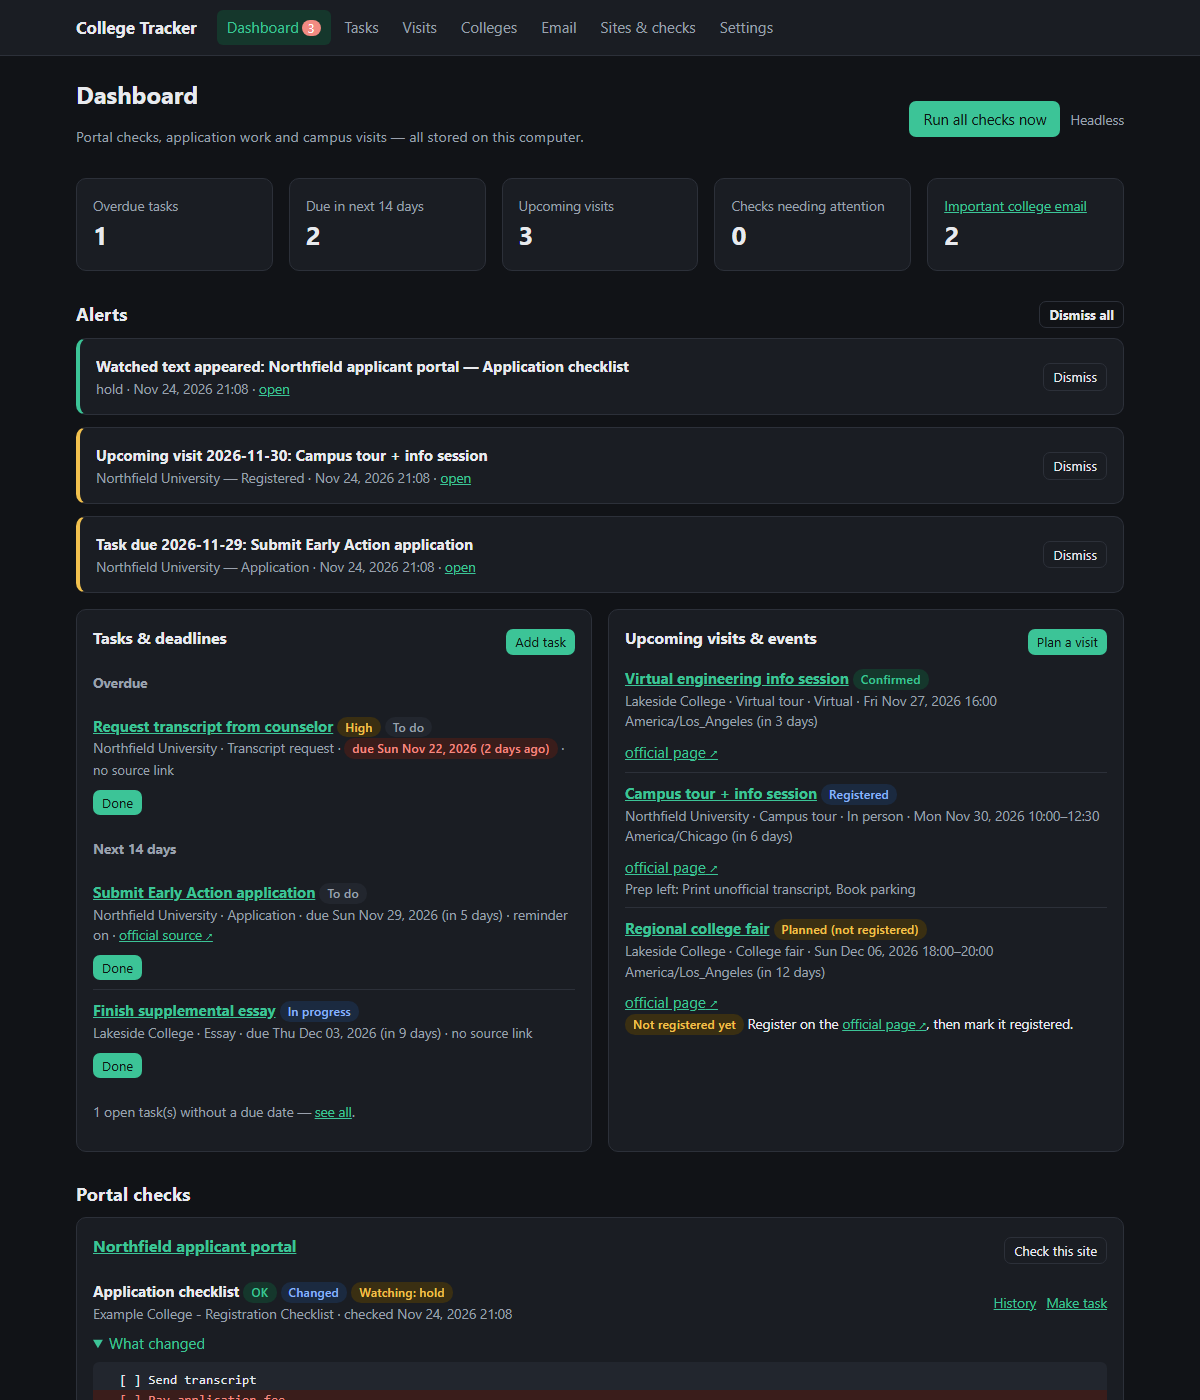 College Tracker
Dashboard 3
Tasks
Visits
Colleges
Email
Sites & checks
Settings
Dashboard
Portal checks, application work and campus visits — all stored on this computer.
Run all checks now
Headless
Overdue tasks
1
Due in next 14 days
2
Upcoming visits
3
Checks needing attention
0
Important college email
2
Alerts
Dismiss all
Watched text appeared: Northfield applicant portal — Application checklist
hold · Nov 24, 2026 21:08 · open
Dismiss
Upcoming visit 2026-11-30: Campus tour + info session
Northfield University — Registered · Nov 24, 2026 21:08 · open
Dismiss
Task due 2026-11-29: Submit Early Action application
Northfield University — Application · Nov 24, 2026 21:08 · open
Dismiss
Tasks & deadlines
Add task
Overdue
Request transcript from counselor High To do
Northfield University · Transcript request · due Sun Nov 22, 2026 (2 days ago) ·
no source link
Done
Next 14 days
Submit Early Action application To do
Northfield University · Application · due Sun Nov 29, 2026 (in 5 days) · reminder
on · official source ↗
Done
Finish supplemental essay In progress
Lakeside College · Essay · due Thu Dec 03, 2026 (in 9 days) · no source link
Done
1 open task(s) without a due date — see all.
Upcoming visits & events
Plan a visit
Virtual engineering info session Confirmed
Lakeside College · Virtual tour · Virtual · Fri Nov 27, 2026 16:00
America/Los_Angeles (in 3 days)
official page ↗
Campus tour + info session Registered
Northfield University · Campus tour · In person · Mon Nov 30, 2026 10:00–12:30
America/Chicago (in 6 days)
official page ↗
Prep left: Print unofficial transcript, Book parking
Regional college fair Planned (not registered)
Lakeside College · College fair · Sun Dec 06, 2026 18:00–20:00
America/Los_Angeles (in 12 days)
official page ↗
Not registered yet Register on the official page ↗, then mark it registered.
Portal checks
Northfield applicant portal
Check this site
Application checklist OK Changed Watching: hold
Example College - Registration Checklist · checked Nov 24, 2026 21:08
History Make task
▼ What changed
[ ] Send transcript
[ ] Pay application fee